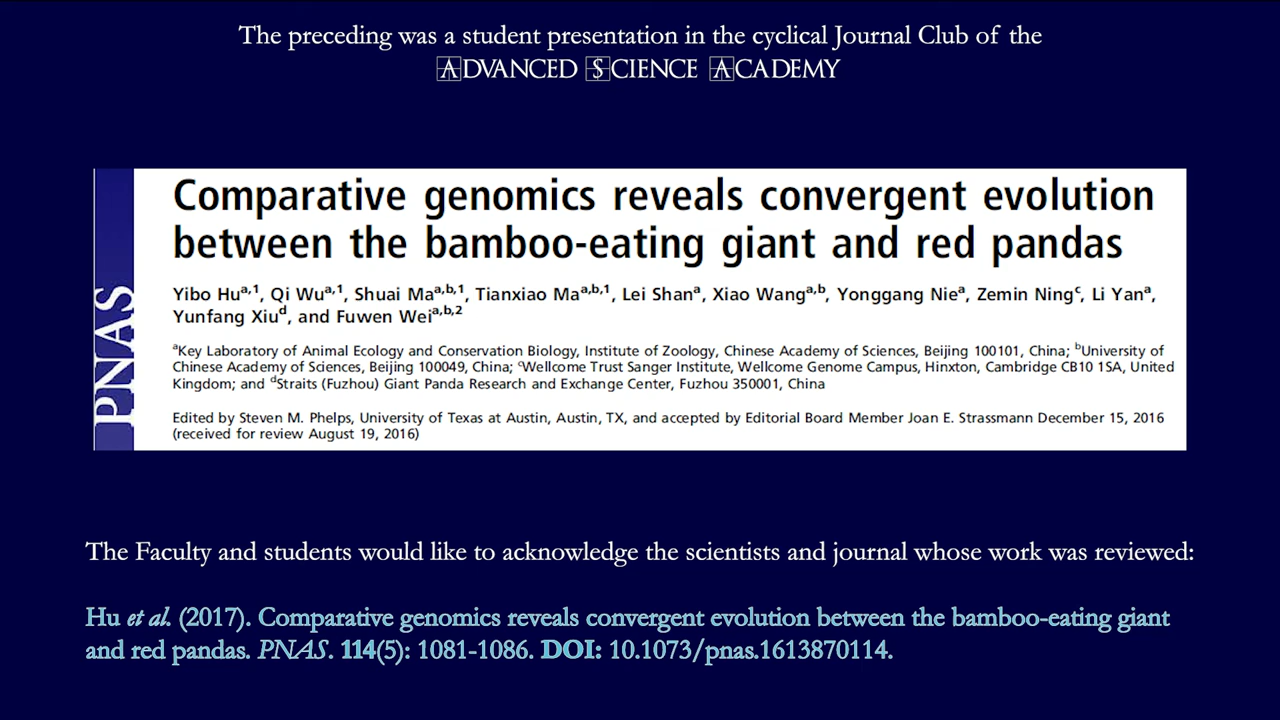 The preceding was a student presentation in the cyclical Journal Club of the
ADVANCED SCIENCE ACADEMY
PNAS
Comparative genomics reveals convergent evolution
between the bamboo-eating giant and red pandas
Yibo Huᵃ,¹, Qi Wuᵃ,¹, Shuai Maᵃ,ᵇ,¹, Tianxiao Maᵃ,ᵇ,¹, Lei Shanᵃ, Xiao Wangᵃ,ᵇ, Yonggang Nieᵃ, Zemin Ningᶜ, Li Yanᵃ,
Yunfang Xiuᵈ, and Fuwen Weiᵃ,ᵇ,²
ᵃKey Laboratory of Animal Ecology and Conservation Biology, Institute of Zoology, Chinese Academy of Sciences, Beijing 100101, China; ᵇUniversity of
Chinese Academy of Sciences, Beijing 100049, China; ᶜWellcome Trust Sanger Institute, Wellcome Genome Campus, Hinxton, Cambridge CB10 1SA, United
Kingdom; and ᵈStraits (Fuzhou) Giant Panda Research and Exchange Center, Fuzhou 350001, China
Edited by Steven M. Phelps, University of Texas at Austin, Austin, TX, and accepted by Editorial Board Member Joan E. Strassmann December 15, 2016
(received for review August 19, 2016)
The Faculty and students would like to acknowledge the scientists and journal whose work was reviewed:
Hu et al. (2017). Comparative genomics reveals convergent evolution between the bamboo-eating giant
and red pandas. PNAS. 114(5): 1081-1086. DOI: 10.1073/pnas.1613870114.